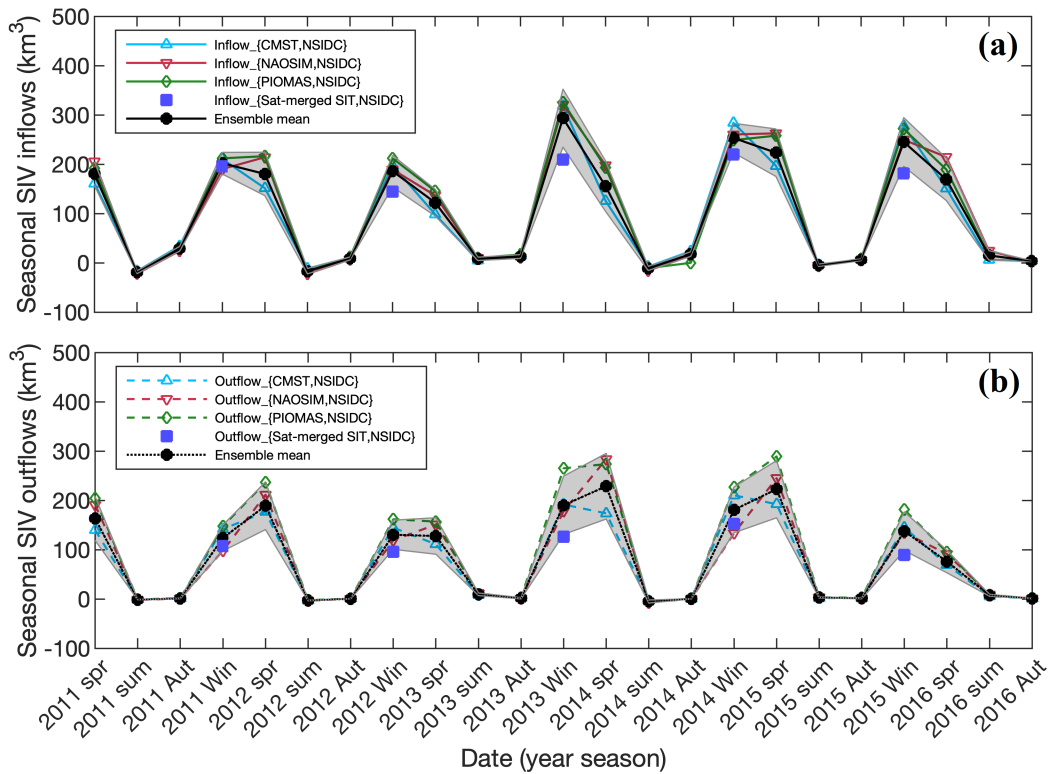 (a)
Seasonal SIV inflows (km³)
500
400
300
200
100
0
-100
Inflow_{CMST,NSIDC}
Inflow_{NAOSIM,NSIDC}
Inflow_{PIOMAS,NSIDC}
Inflow_{Sat-merged SIT,NSIDC}
Ensemble mean
(b)
Seasonal SIV outflows (km³)
500
400
300
200
100
0
-100
Outflow_{CMST,NSIDC}
Outflow_{NAOSIM,NSIDC}
Outflow_{PIOMAS,NSIDC}
Outflow_{Sat-merged SIT,NSIDC}
Ensemble mean
2011 spr
2011 sum
2011 Aut
2011 Win
2012 spr
2012 sum
2012 Aut
2012 Win
2013 spr
2013 sum
2013 Aut
2013 Win
2014 spr
2014 sum
2014 Aut
2014 Win
2015 spr
2015 sum
2015 Aut
2015 Win
2016 spr
2016 sum
2016 Aut
Date (year season)